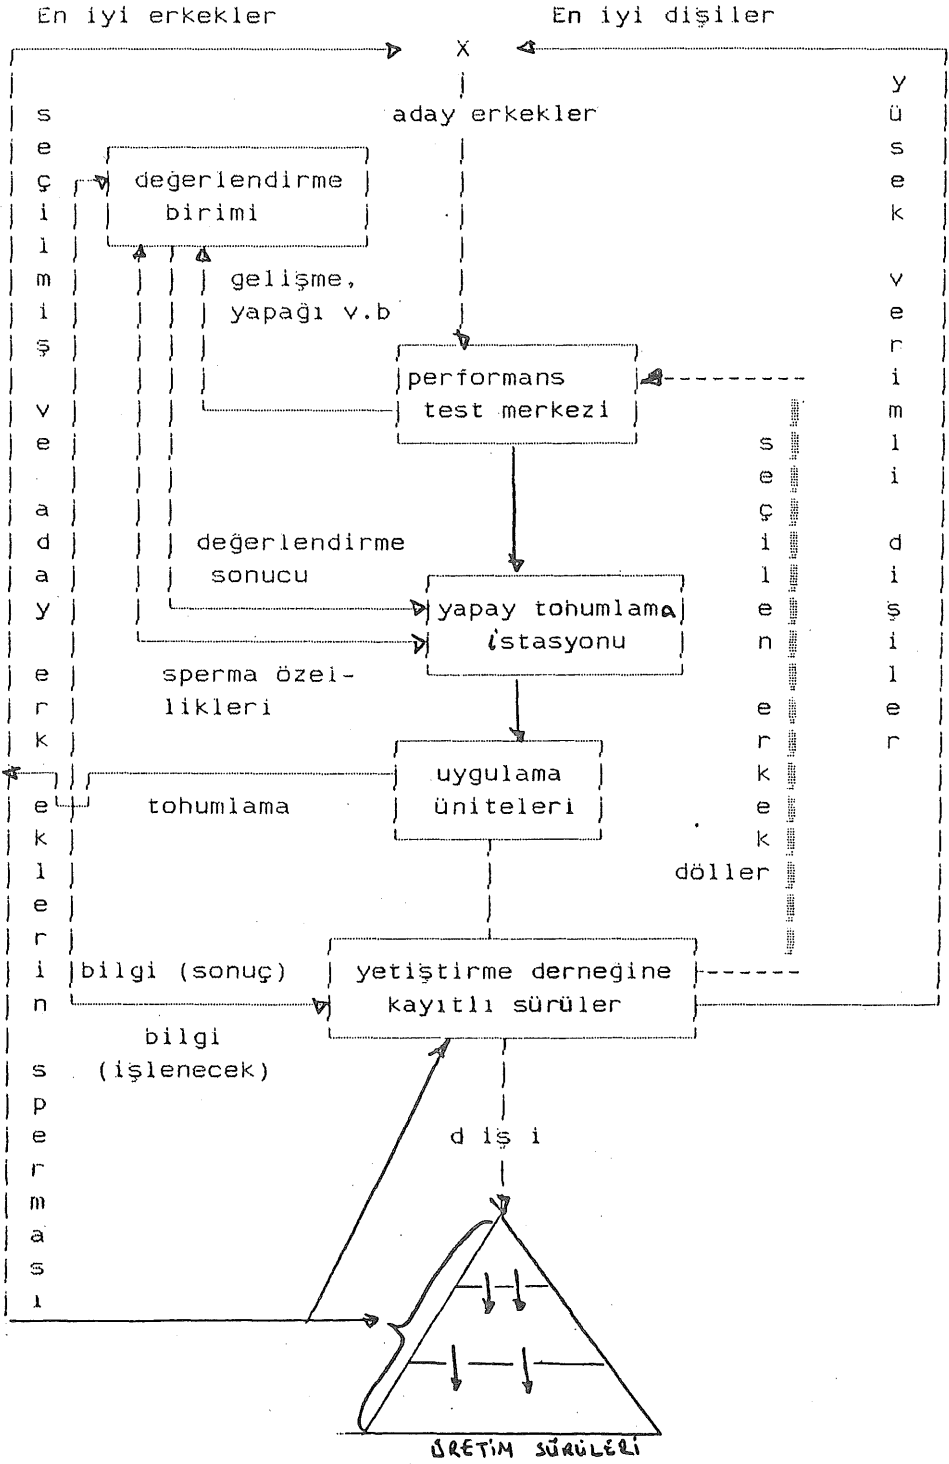 En iyi erkekler
En iyi dişiler
X
aday erkekler
değerlendirme
birimi
gelişme,
yapağı v.b
performans
test merkezi
değerlendirme
sonucu
yapay tohumlama
istasyonu
sperma özel-
likleri
uygulama
üniteleri
tohumlama
döller
bilgi (sonuç)
yetiştirme derneğine
kayıtlı sürüler
bilgi
(işlenecek)
d iş i
ÜRETİM SÜRÜLERİ
seçilmiş ve aday erkeklerin sperması
seçilen erkek
yüsek verimli dişiler